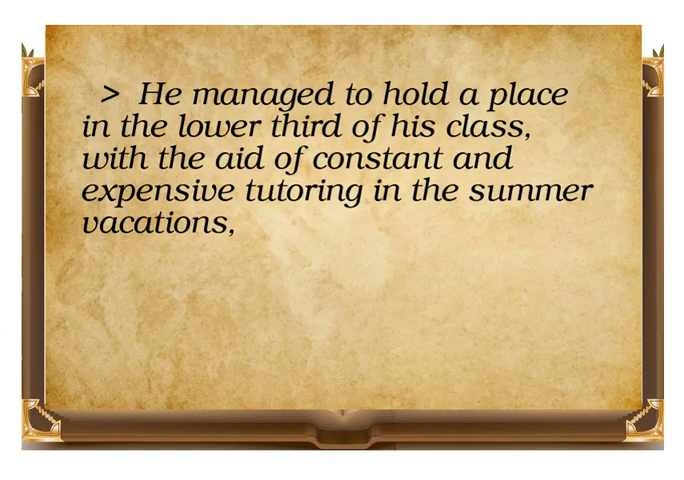 > He managed to hold a place
in the lower third of his class,
with the aid of constant and
expensive tutoring in the summer
vacations,